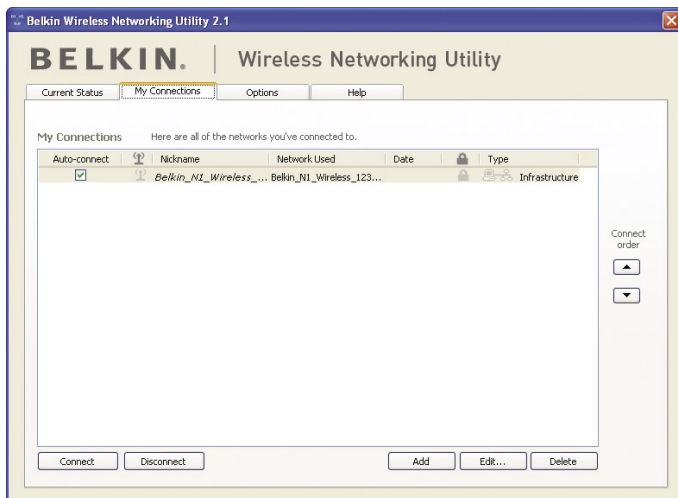 Belkin Wireless Networking Utility 2.1
BELKIN. | Wireless Networking Utility
Current Status My Connections Options Help
My Connections Here are all of the networks you've connected to.
Auto-connect Nickname Network Used Date Type
Belkin_N1_Wireless_... Belkin_N1_Wireless_123... Infrastructure
Connect
order
Connect Disconnect Add Edit... Delete